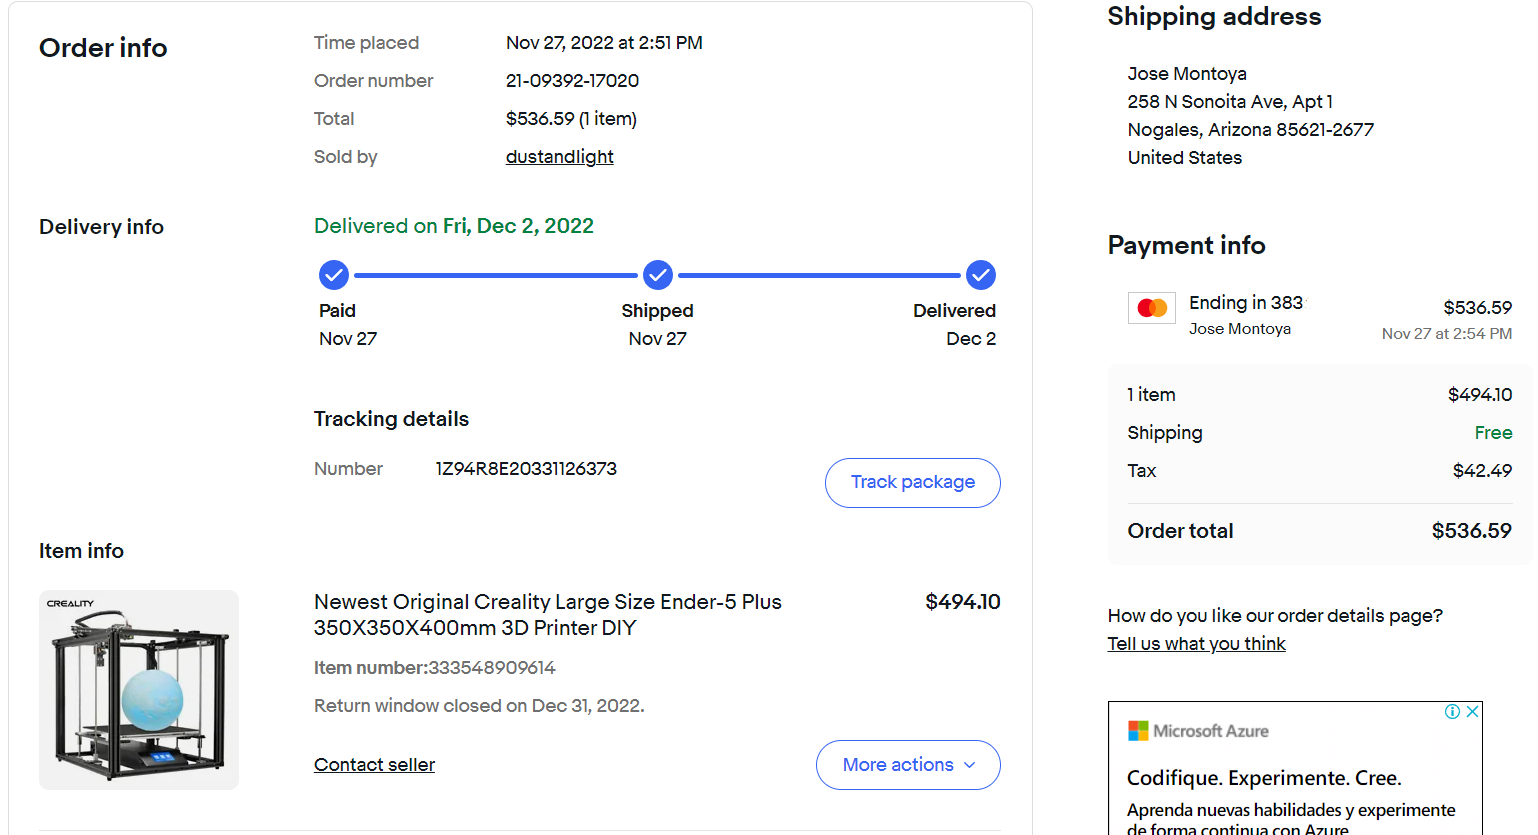 Order info
Time placed Nov 27, 2022 at 2:51 PM
Order number 21-09392-17020
Total $536.59 (1 item)
Sold by dustandlight
Delivery info
Delivered on Fri, Dec 2, 2022
Paid Shipped Delivered
Nov 27 Nov 27 Dec 2
Tracking details
Number 1Z94R8E20331126373
Track package
Item info
CREALITY
Newest Original Creality Large Size Ender-5 Plus $494.10
350X350X400mm 3D Printer DIY
Item number:333548909614
Return window closed on Dec 31, 2022.
Contact seller
More actions
Shipping address
Jose Montoya
258 N Sonoita Ave, Apt 1
Nogales, Arizona 85621-2677
United States
Payment info
Ending in 383 $536.59
Jose Montoya Nov 27 at 2:54 PM
1 item $494.10
Shipping Free
Tax $42.49
Order total $536.59
How do you like our order details page?
Tell us what you think
Microsoft Azure
Codifique. Experimente. Cree.
Aprenda nuevas habilidades y experimente
de forma continua con Azure